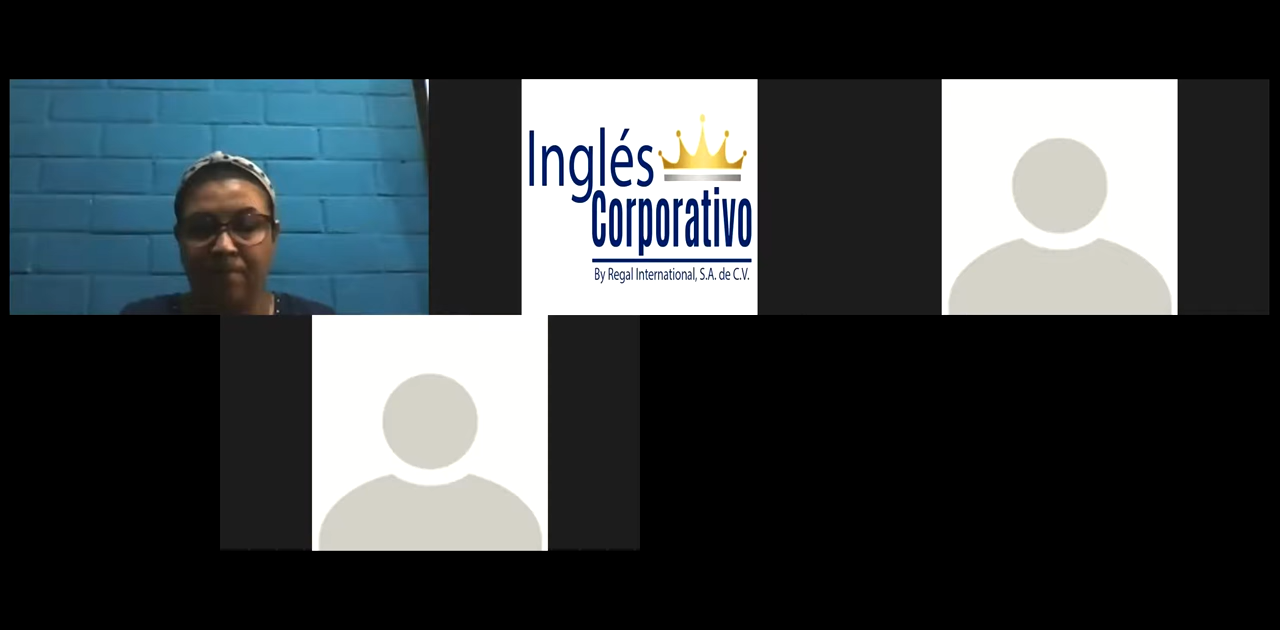 Inglés
Corporativo
By Regal International, S.A. de C.V.